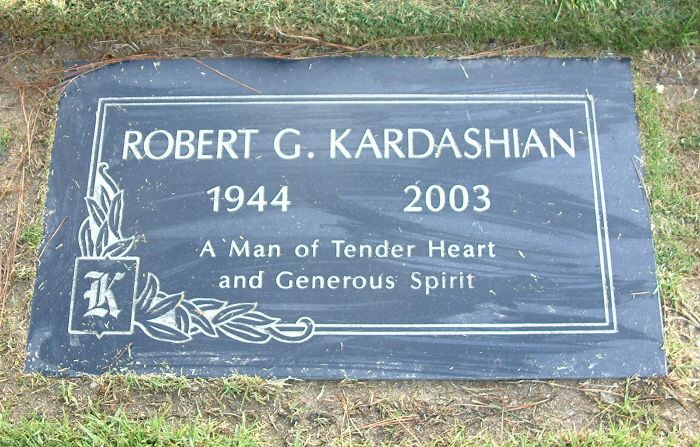 ROBERT G. KARDASHIAN
1944 2003
A Man of Tender Heart
and Generous Spirit
K